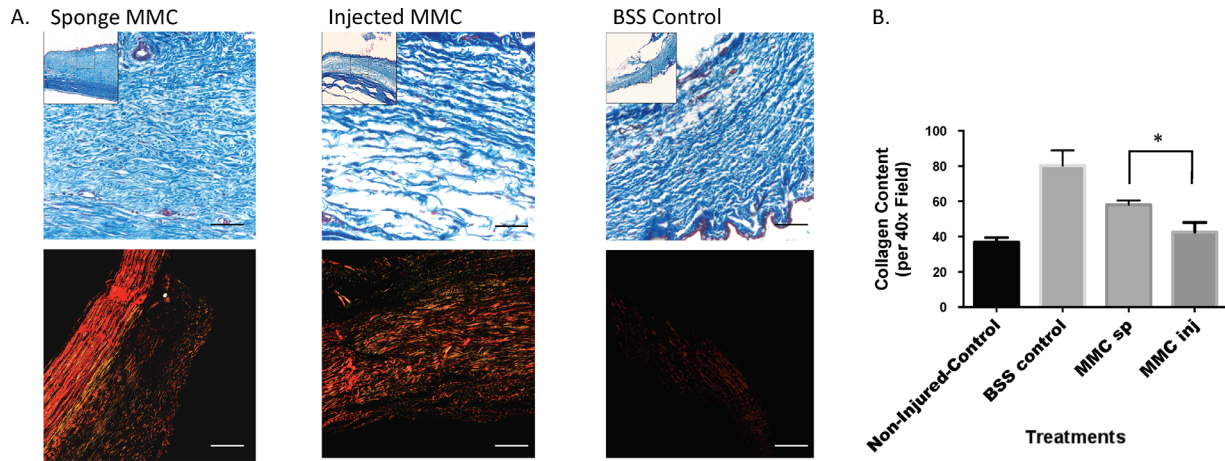 A. Sponge MMC Injected MMC BSS Control B.
*
Collagen Content
(per 40x Field)
100
80
60
40
20
0
Non-Injured-Control
BSS control
MMC sp
MMC inj
Treatments